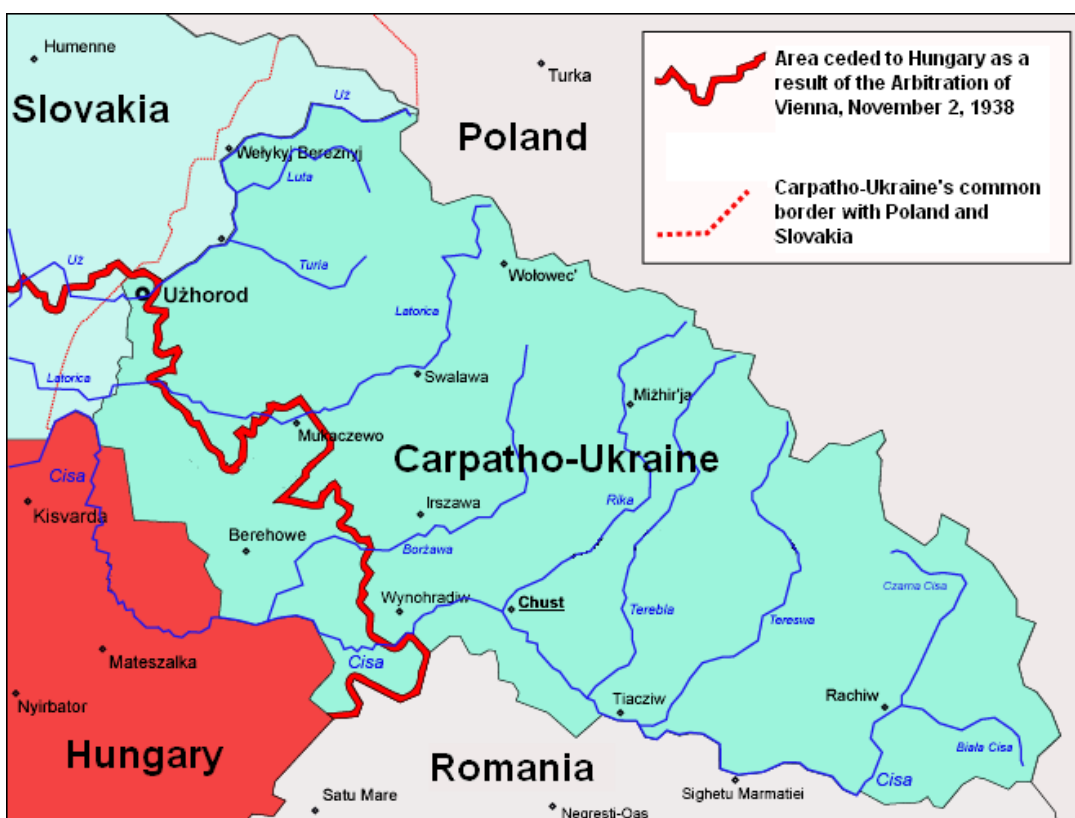 Humenne
Slovakia
Turka
Poland
Area ceded to Hungary as a
result of the Arbitration of
Vienna, November 2, 1938
Carpatho-Ukraine's common
border with Poland and
Slovakia
Uż
Wełykyj Bereznyj
Luta
Uż
Turia
Użhorod
Wołowec'
Latorica
Latorica
Swalawa
Miżhir'ja
Mukaczewo
Carpatho-Ukraine
Cisa
Kisvarda
Irszawa
Rika
Berehowe
Borżawa
Czarna Cisa
Wynohradiw
Chust
Terebla
Tereswa
Mateszalka
Cisa
Nyirbator
Tiacziw
Rachiw
Hungary
Romania
Biała Cisa
Cisa
Sighetu Marmatiei
Satu Mare
Negresti-Oas